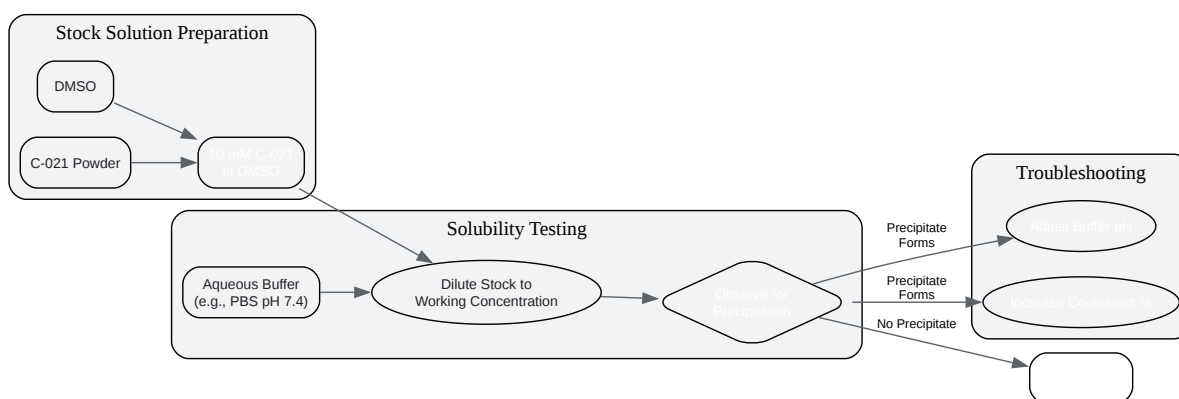 Stock Solution Preparation
DMSO
C-021 Powder
10 mM C-021
in DMSO
Solubility Testing
Aqueous Buffer
(e.g., PBS pH 7.4)
Dilute Stock to
Working Concentration
Observe for
Precipitation
Precipitate
Forms
Precipitate
Forms
No Precipitate
Troubleshooting
Adjust Buffer pH
Increase Co-solvent %